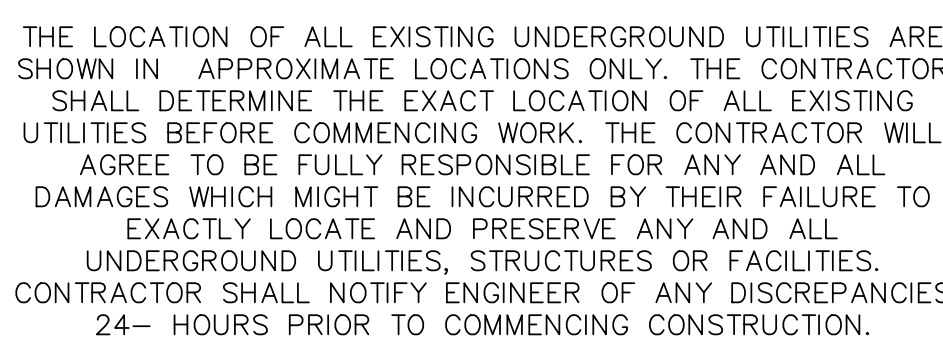 THE LOCATION OF ALL EXISTING UNDERGROUND UTILITIES ARE
SHOWN IN APPROXIMATE LOCATIONS ONLY. THE CONTRACTOR
SHALL DETERMINE THE EXACT LOCATION OF ALL EXISTING
UTILITIES BEFORE COMMENCING WORK. THE CONTRACTOR WILL
AGREE TO BE FULLY RESPONSIBLE FOR ANY AND ALL
DAMAGES WHICH MIGHT BE INCURRED BY THEIR FAILURE TO
EXACTLY LOCATE AND PRESERVE ANY AND ALL
UNDERGROUND UTILITIES, STRUCTURES OR FACILITIES.
CONTRACTOR SHALL NOTIFY ENGINEER OF ANY DISCREPANCIES
24– HOURS PRIOR TO COMMENCING CONSTRUCTION.